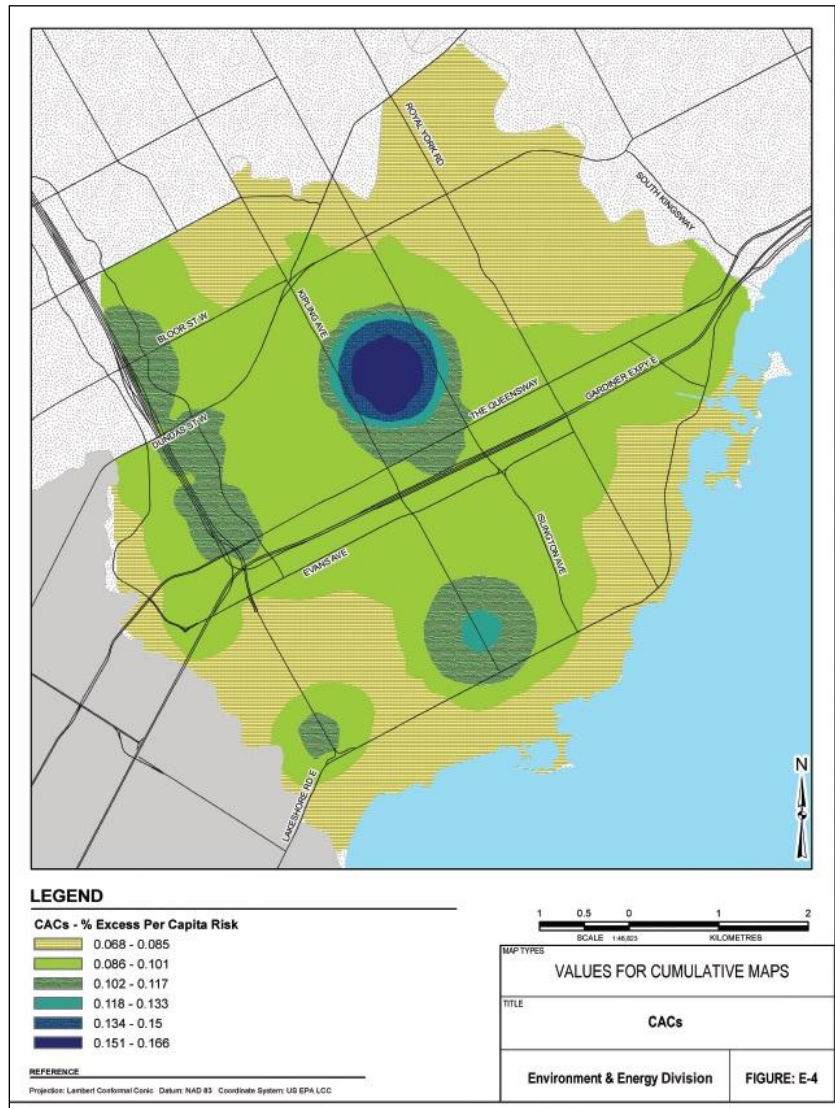 ROYAL YORK RD
SOUTH KINGSWAY
KIPLING AVE
BLOOR ST W
THE QUEENSWAY
GARDINER EXPY E
DUNDAS ST W
EVANS AVE
ISLINGTON AVE
LAKESHORE RD E
N
LEGEND
CACs - % Excess Per Capita Risk
0.068 - 0.085
0.086 - 0.101
0.102 - 0.117
0.118 - 0.133
0.134 - 0.15
0.151 - 0.166
REFERENCE
Projection: Lambert Conformal Conic Datum: NAD 83 Coordinate System: US EPA LCC
1 0.5 0 1 2
SCALE 1:46,623 KILOMETRES
MAP TYPES
VALUES FOR CUMULATIVE MAPS
TITLE
CACs
Environment & Energy Division
FIGURE: E-4